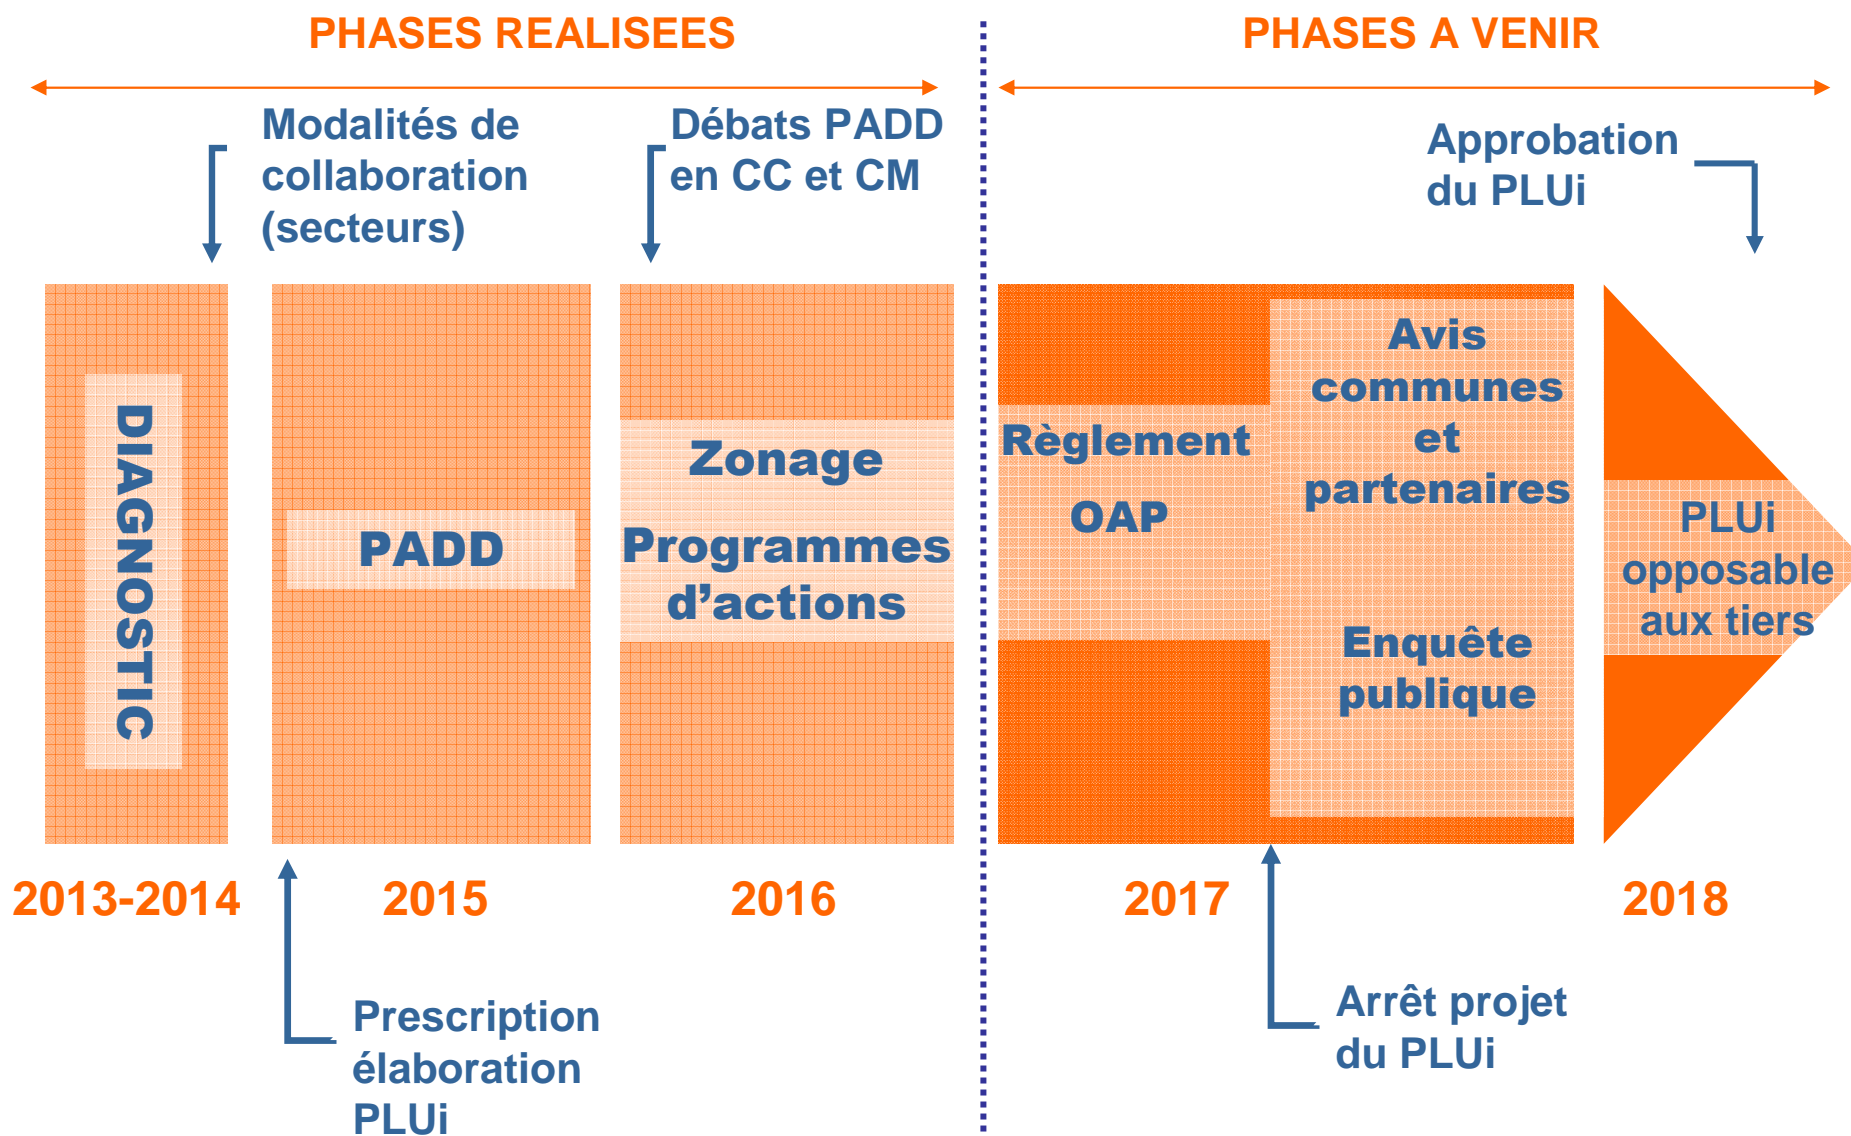 PHASES REALISEES
PHASES A VENIR
Modalités de
collaboration
(secteurs)
Débats PADD
en CC et CM
Approbation
du PLUi
DIAGNOSTIC
PADD
Zonage
Programmes
d’actions
Règlement
OAP
Avis
communes
et
partenaires
Enquête
publique
PLUi
opposable
aux tiers
2013-2014
2015
2016
2017
2018
Prescription
élaboration
PLUi
Arrêt projet
du PLUi